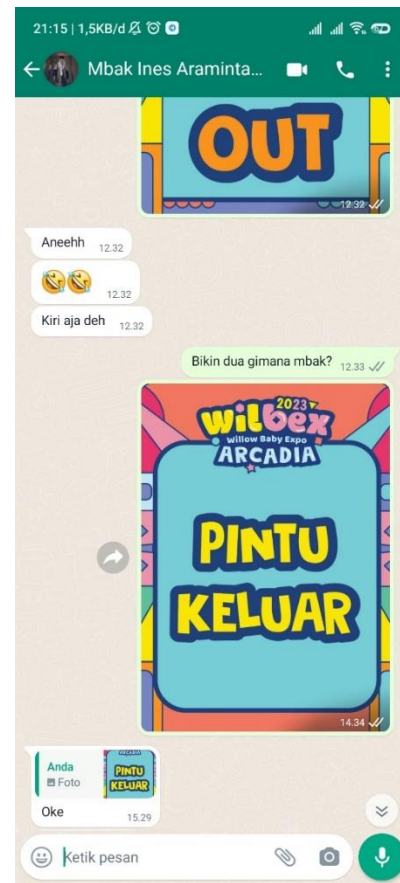 21:15 | 1,5KB/d
Mbak Ines Araminta...
OUT
12.32
Aneehh 12.32
🤣🤣 12.32
Kiri aja deh 12.32
Bikin dua gimana mbak? 12.33
2023
wilbex
Willow Baby Expo
ARCADIA
PINTU
KELUAR
14.34
Anda
Foto
ARCADIA
PINTU
KELUAR
Oke 15.29
Ketik pesan